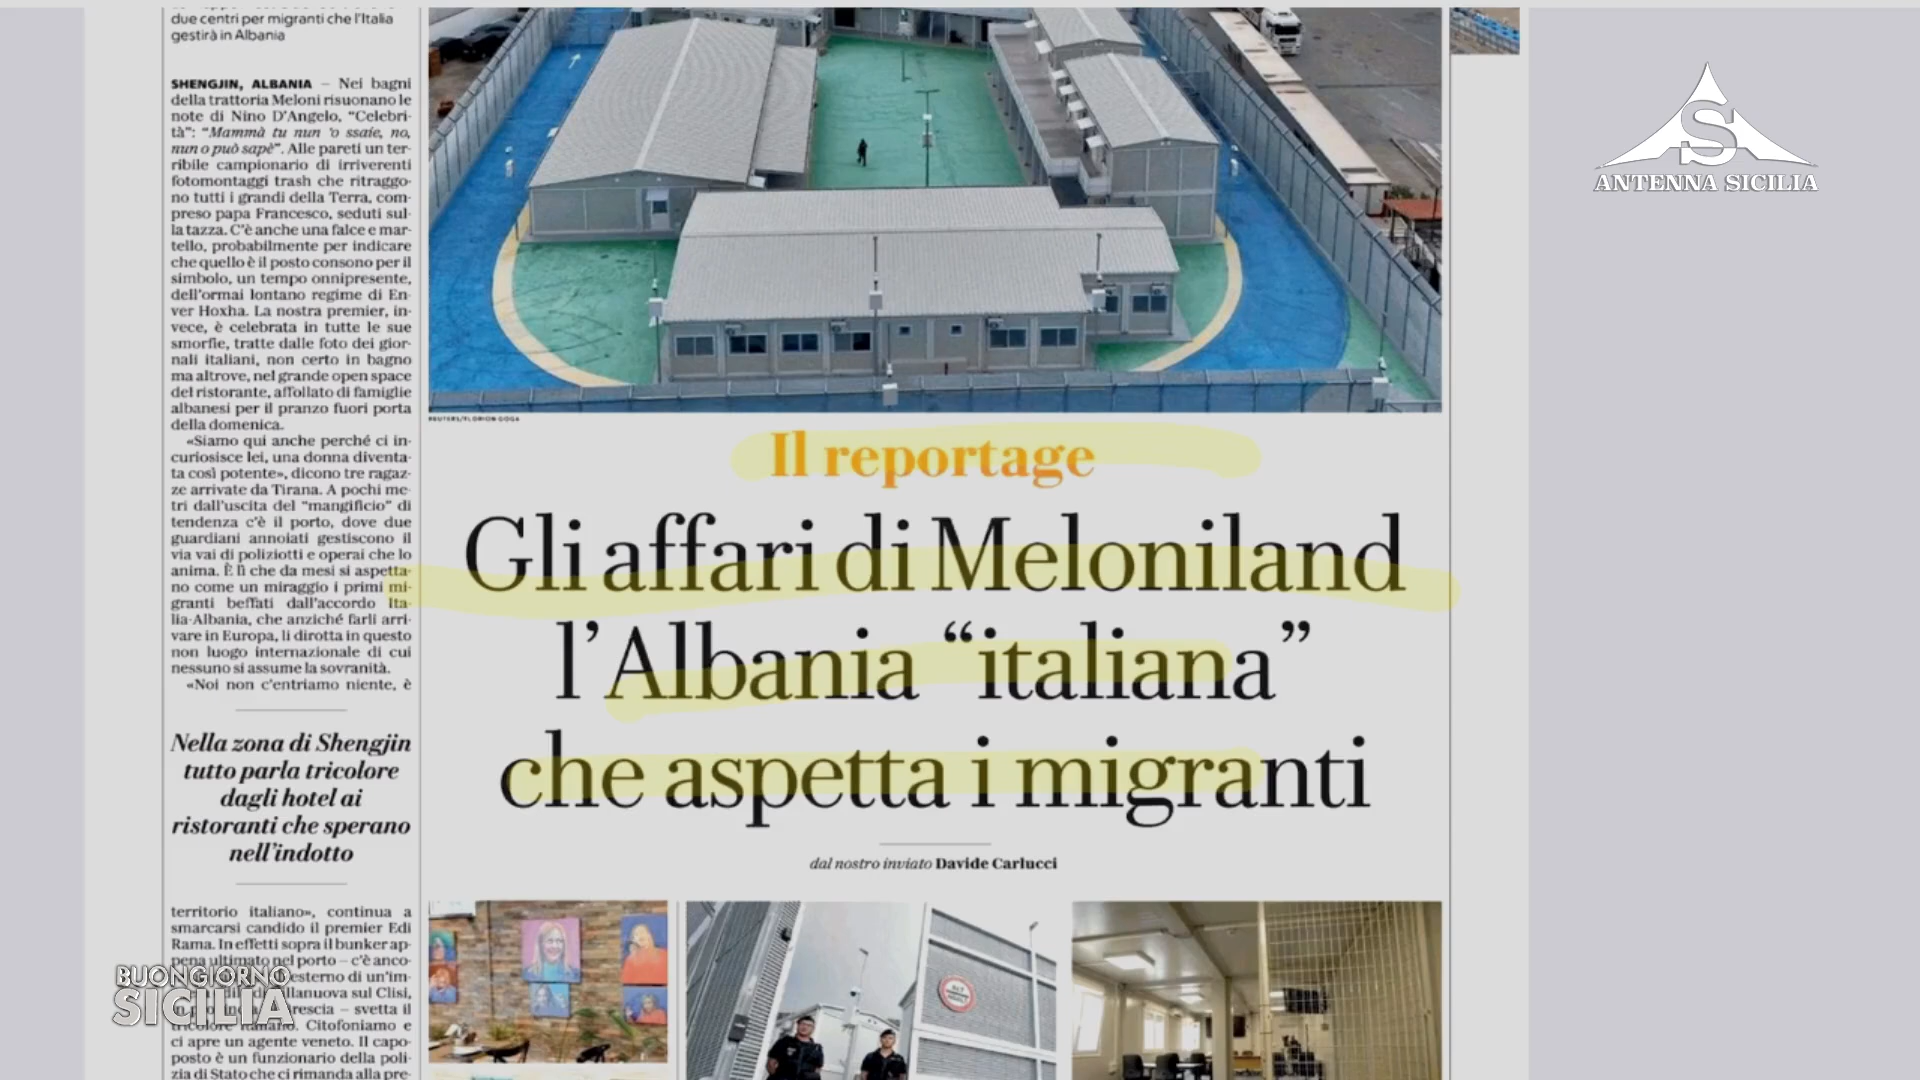 due centri per migranti che l'Italia
gestirà in Albania
SHENGJIN, ALBANIA – Nei bagni
della trattoria Meloni risuonano le
note di Nino D'Angelo, “Celebri-
tà”: “Mammà tu nun 'o ssaie, no,
nun o può sapè”. Alle pareti un ter-
ribile campionario di irriverenti
fotomontaggi trash che ritraggo-
no tutti i grandi della Terra, com-
preso papa Francesco, seduti sul-
la tazza. C'è anche una falce e mar-
tello, probabilmente per indicare
che quello è il posto consono per il
simbolo, un tempo onnipresente,
dell'ormai lontano regime di En-
ver Hoxha. La nostra premier, in-
vece, è celebrata in tutte le sue
smorfie, tratte dalle foto dei gior-
nali italiani, non certo in bagno
ma altrove, nel grande open space
del ristorante, affollato di famiglie
albanesi per il pranzo fuori porta
della domenica.
«Siamo qui anche perché ci in-
curiosisce lei, una donna diventa-
ta così potente», dicono tre ragaz-
ze arrivate da Tirana. A pochi me-
tri dall'uscita del “mangificio” di
tendenza c'è il porto, dove due
guardiani annoiati gestiscono il
via vai di poliziotti e operai che lo
anima. È lì che da mesi si aspetta-
no come un miraggio i primi mi-
granti beffati dall'accordo Ita-
lia-Albania, che anziché farli arri-
vare in Europa, li dirotta in questo
non luogo internazionale di cui
nessuno si assume la sovranità.
«Noi non c'entriamo niente, è
Nella zona di Shengjin
tutto parla tricolore
dagli hotel ai
ristoranti che sperano
nell'indotto
territorio italiano», continua a
smarcarsi candido il premier Edi
Rama. In effetti sopra il bunker ap-
pena ultimato nel porto – c'è anco-
esterno di un'im-
illanuova sul Clisi,
rescia – svetta il
tricolore italiano. Citofoniamo e
ci apre un agente veneto. Il capo-
posto è un funzionario della poli-
zia di Stato che ci rimanda alla pre-
REUTERS/FLORION GOGA
Il reportage
Gli affari di Meloniland
l'Albania “italiana”
che aspetta i migranti
dal nostro inviato Davide Carlucci
ANTENNA SICILIA
BUONGIORNO
SICILIA